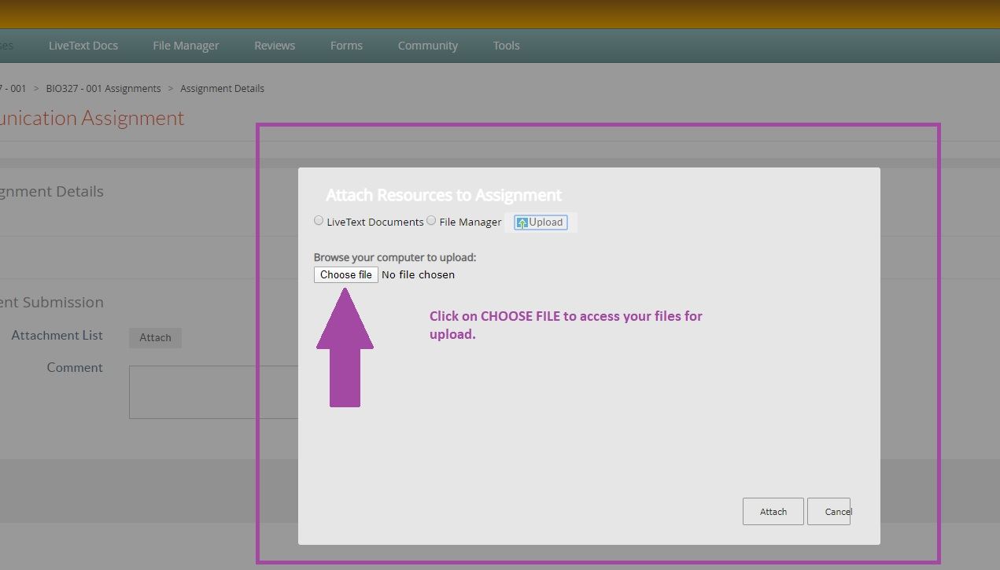 ses LiveText Docs File Manager Reviews Forms Community Tools
7 - 001 > BIO327 - 001 Assignments > Assignment Details
unication Assignment
gnment Details
Attach Resources to Assignment
LiveText Documents File Manager Upload
Browse your computer to upload:
Choose file No file chosen
Click on CHOOSE FILE to access your files for
upload.
ent Submission
Attachment List Attach
Comment
Attach Cancel